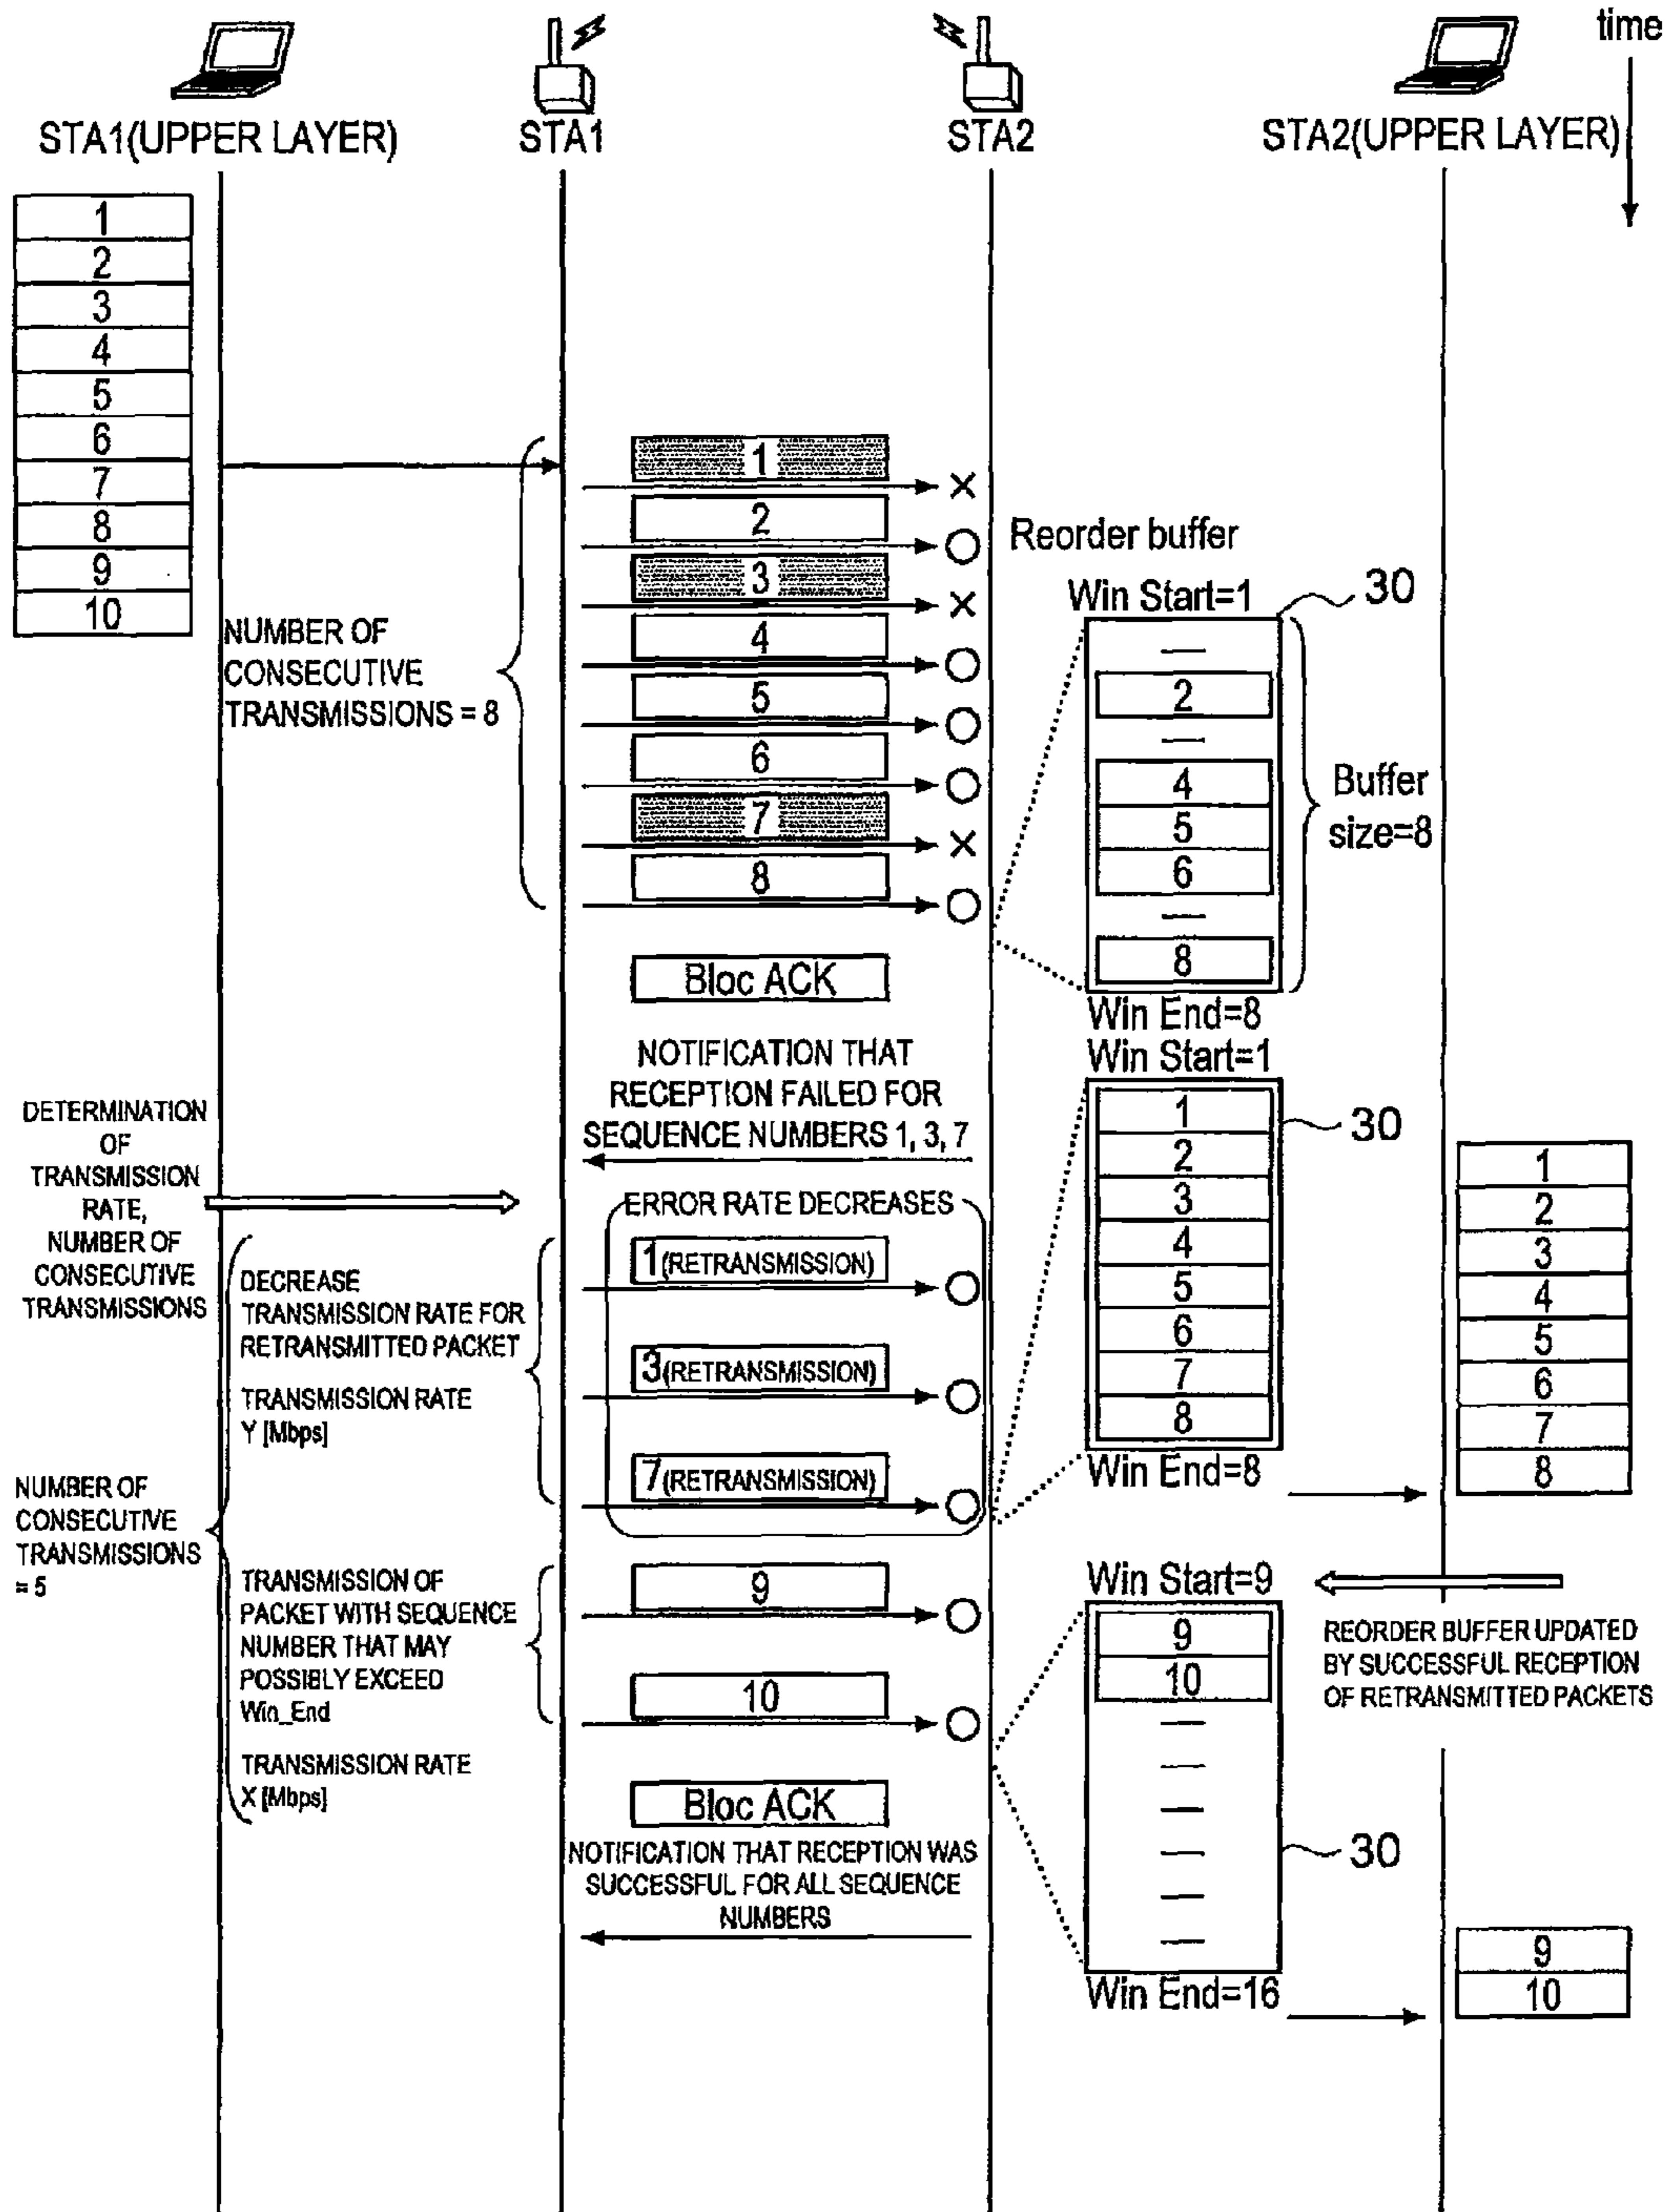 time
STA1(UPPER LAYER)
STA1
STA2
STA2(UPPER LAYER)
1
2
3
4
5
6
7
8
9
10
NUMBER OF
CONSECUTIVE
TRANSMISSIONS = 8
1
2
3
4
5
6
7
8
Bloc ACK
×
×
×
Reorder buffer
Win Start=1
30
2
4
5
6
8
Buffer
size=8
Win End=8
NOTIFICATION THAT
RECEPTION FAILED FOR
SEQUENCE NUMBERS 1, 3, 7
Win Start=1
30
1
2
3
4
5
6
7
8
Win End=8
1
2
3
4
5
6
7
8
DETERMINATION
OF
TRANSMISSION
RATE,
NUMBER OF
CONSECUTIVE
TRANSMISSIONS
ERROR RATE DECREASES
DECREASE
TRANSMISSION RATE FOR
RETRANSMITTED PACKET
TRANSMISSION RATE
Y [Mbps]
1(RETRANSMISSION)
3(RETRANSMISSION)
7(RETRANSMISSION)
NUMBER OF
CONSECUTIVE
TRANSMISSIONS
= 5
TRANSMISSION OF
PACKET WITH SEQUENCE
NUMBER THAT MAY
POSSIBLY EXCEED
Win_End
TRANSMISSION RATE
X [Mbps]
9
10
Bloc ACK
NOTIFICATION THAT RECEPTION WAS
SUCCESSFUL FOR ALL SEQUENCE
NUMBERS
Win Start=9
9
10
30
Win End=16
REORDER BUFFER UPDATED
BY SUCCESSFUL RECEPTION
OF RETRANSMITTED PACKETS
9
10